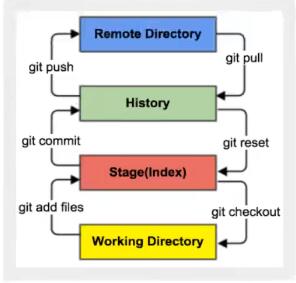 Remote Directory
git push
git pull
History
git commit
git reset
Stage(Index)
git add files
git checkout
Working Directory